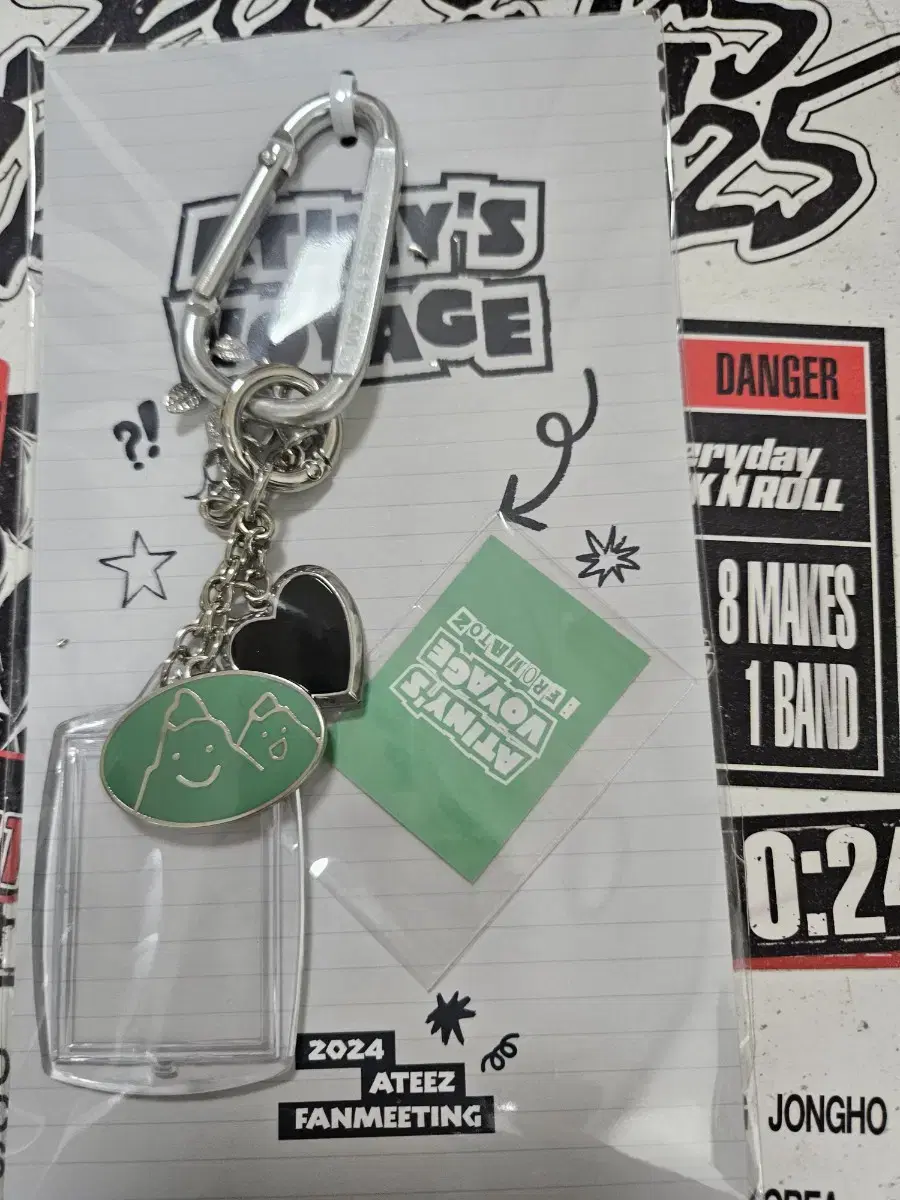 25
ATINY'S
VOYAGE
?!
DANGER
eryday
K N ROLL
8 MAKES
1 BAND
ATINY'S
VOYAGE
FROM A TO Z
0:24
2024
ATEEZ
FANMEETING
JONGHO